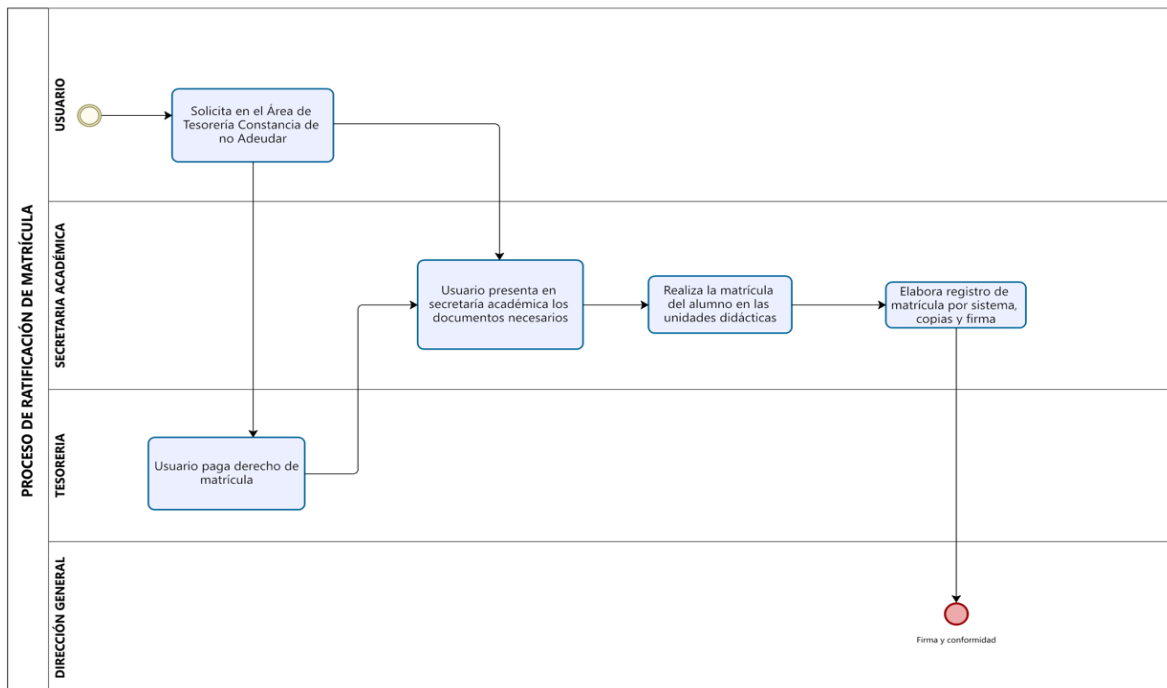 PROCESO DE RATIFICACIÓN DE MATRÍCULA
USUARIO
Solicita en el Área de
Tesorería Constancia de
no Adeudar
SECRETARIA ACADÉMICA
Usuario presenta en
secretaría académica los
documentos necesarios
Realiza la matrícula
del alumno en las
unidades didácticas
Elabora registro de
matrícula por sistema,
copias y firma
TESORERIA
Usuario paga derecho de
matrícula
DIRECCIÓN GENERAL
Firma y conformidad